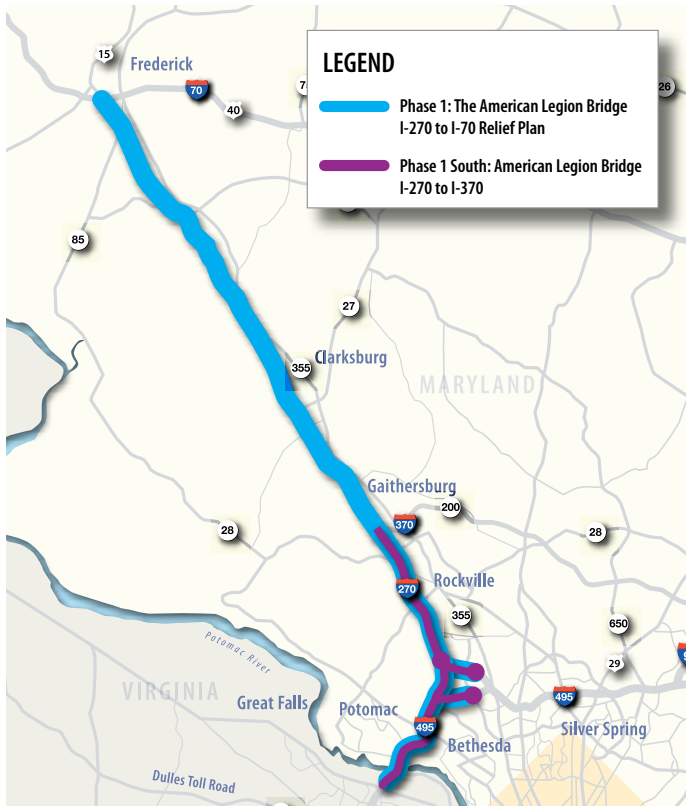 15
Frederick
70
40
26
LEGEND
Phase 1: The American Legion Bridge
I-270 to I-70 Relief Plan
Phase 1 South: American Legion Bridge
I-270 to I-370
85
27
355
Clarksburg
MARYLAND
Gaithersburg
200
370
28
28
Rockville
270
355
650
29
Potomac River
VIRGINIA
Great Falls
Potomac
495
495
Silver Spring
Bethesda
Dulles Toll Road